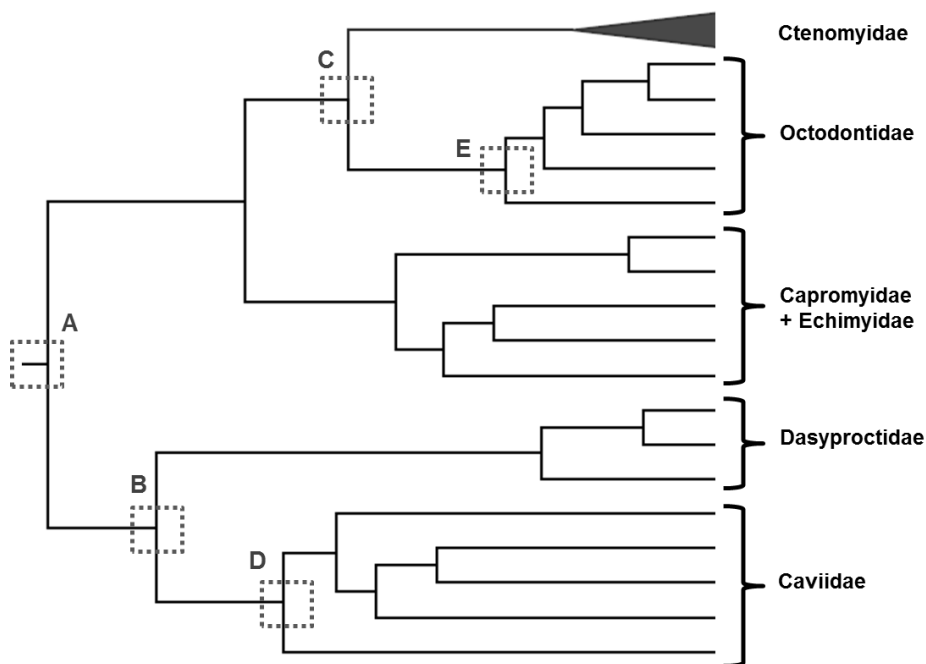 Ctenomyidae
C
Octodontidae
E
Capromyidae
+ Echimyidae
A
Dasyproctidae
B
D
Caviidae